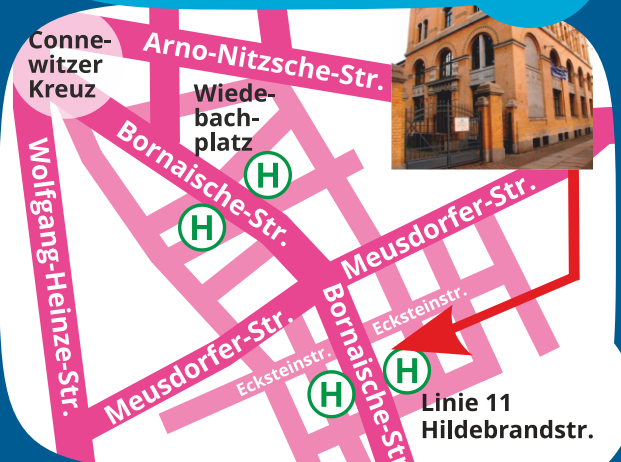 Conne-
witzer
Kreuz
Arno-Nitzsche-Str.
Wiede-
bach-
platz
H
H
Bornaische-Str.
Wolfgang-Heinze-Str.
Meusdorfer-Str.
Meusdorfer-Str.
Ecksteinstr.
Ecksteinstr.
Bornaische-Str
H
H
Linie 11
Hildebrandstr.